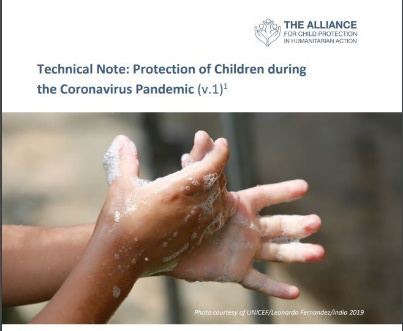 THE ALLIANCE
FOR CHILD PROTECTION
IN HUMANITARIAN ACTION
Technical Note: Protection of Children during
the Coronavirus Pandemic (v.1)¹
Photo courtesy of UNICEF/Leonardo Fernandez/India 2019